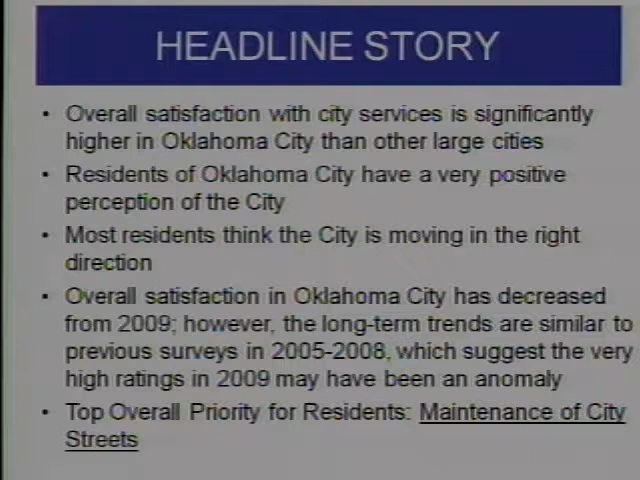 HEADLINE STORY
• Overall satisfaction with city services is significantly
higher in Oklahoma City than other large cities
• Residents of Oklahoma City have a very positive
perception of the City
• Most residents think the City is moving in the right
direction
• Overall satisfaction in Oklahoma City has decreased
from 2009; however, the long-term trends are similar to
previous surveys in 2005-2008, which suggest the very
high ratings in 2009 may have been an anomaly
• Top Overall Priority for Residents: Maintenance of City
Streets